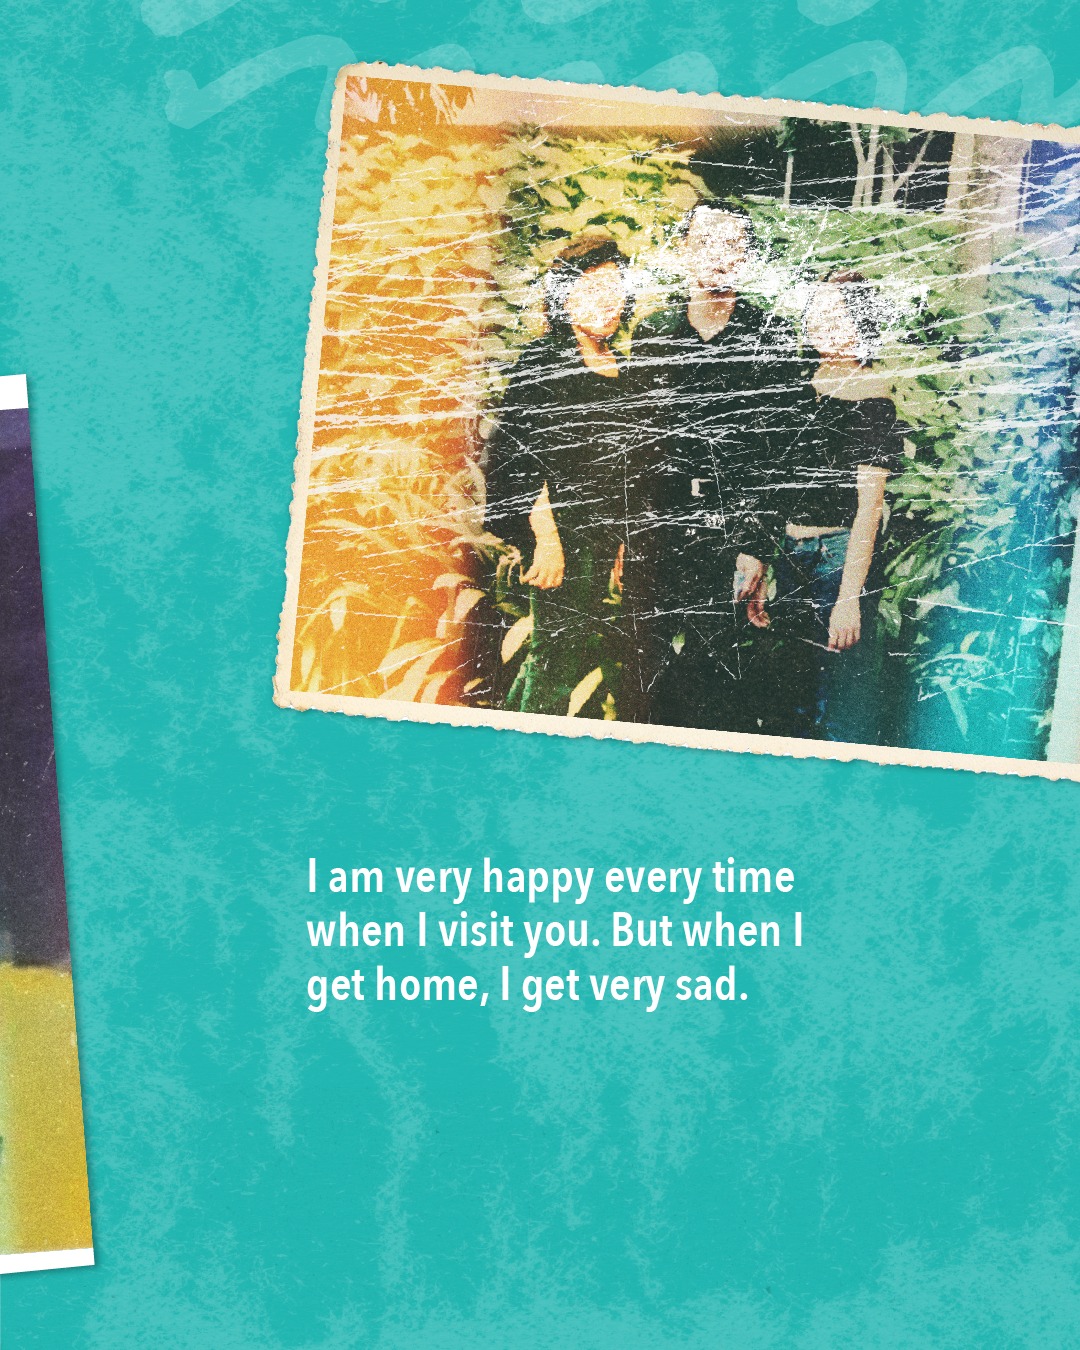 I am very happy every time
when I visit you. But when I
get home, I get very sad.